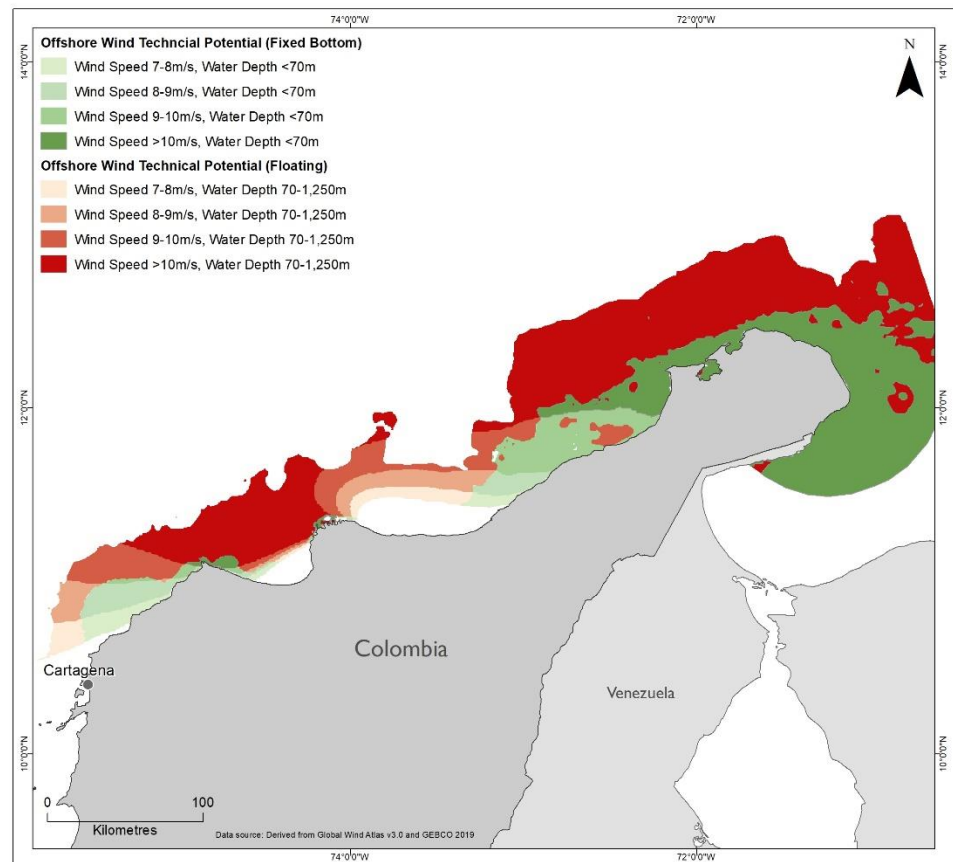 74°0'0"W
72°0'0"W
Offshore Wind Techncial Potential (Fixed Bottom)
Wind Speed 7-8m/s, Water Depth <70m
Wind Speed 8-9m/s, Water Depth <70m
Wind Speed 9-10m/s, Water Depth <70m
Wind Speed >10m/s, Water Depth <70m
Offshore Wind Technical Potential (Floating)
Wind Speed 7-8m/s, Water Depth 70-1,250m
Wind Speed 8-9m/s, Water Depth 70-1,250m
Wind Speed 9-10m/s, Water Depth 70-1,250m
Wind Speed >10m/s, Water Depth 70-1,250m
N
14°0'0"N
14°0'0"N
12°0'0"N
12°0'0"N
Colombia
Cartagena
Venezuela
10°0'0"N
10°0'0"N
0 100
Kilometres
Data source: Derived from Global Wind Atlas v3.0 and GEBCO 2019
74°0'0"W
72°0'0"W